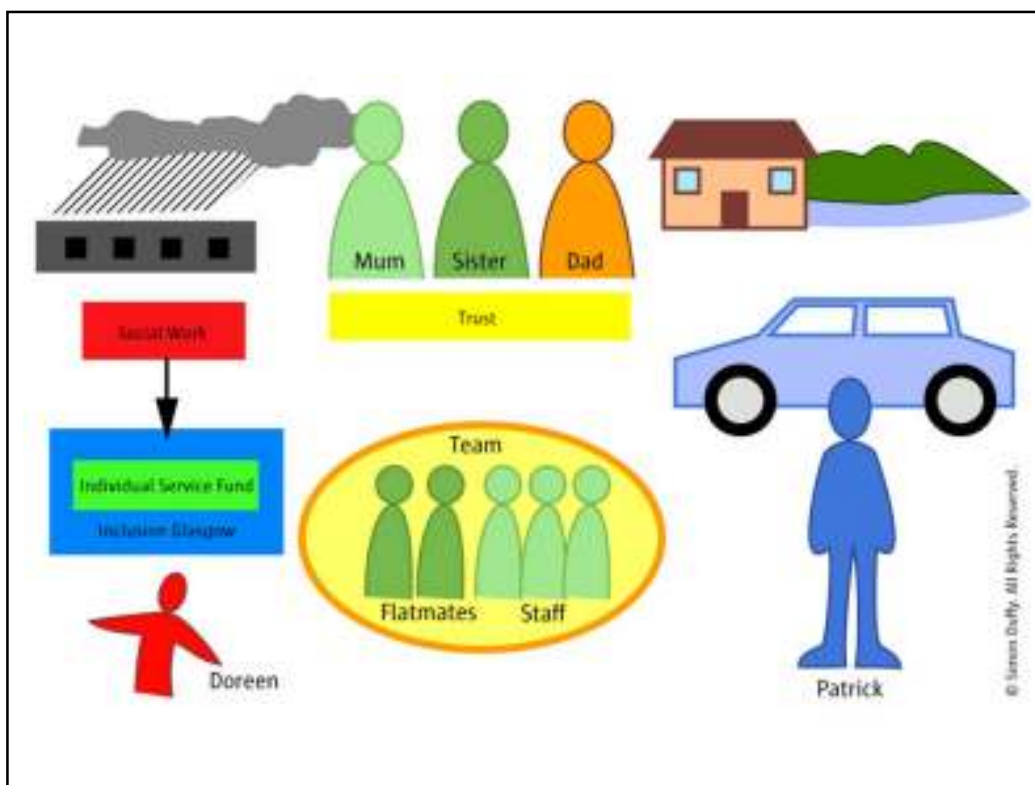 Mum
Sister
Dad
Trust
Social Work
Individual Service Fund
Inclusion Glasgow
Doreen
Team
Flatmates
Staff
Patrick
© Simon Duffy. All Rights Reserved.